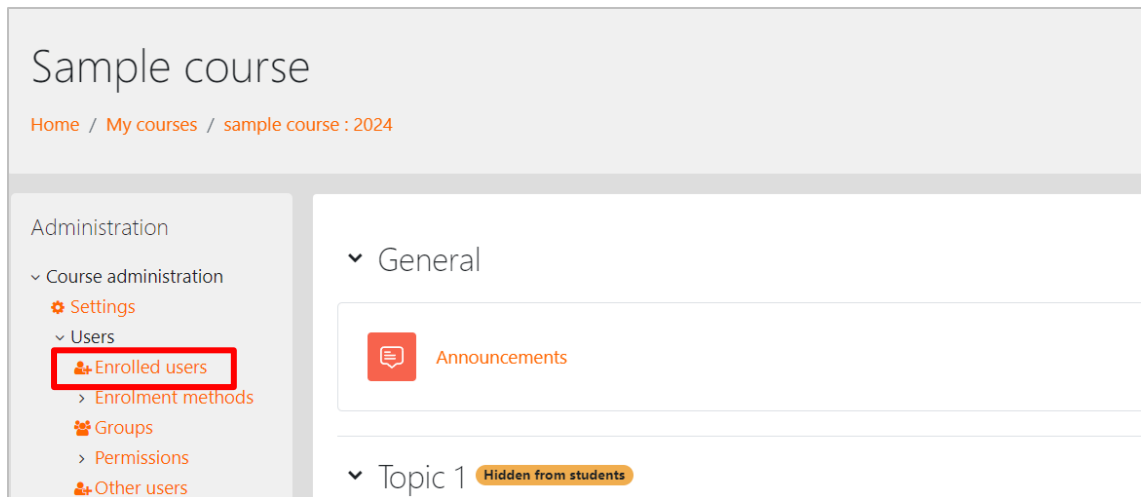 Sample course
Home / My courses / sample course : 2024
Administration
Course administration
Settings
Users
Enrolled users
Enrolment methods
Groups
Permissions
Other users
General
Announcements
Topic 1 Hidden from students